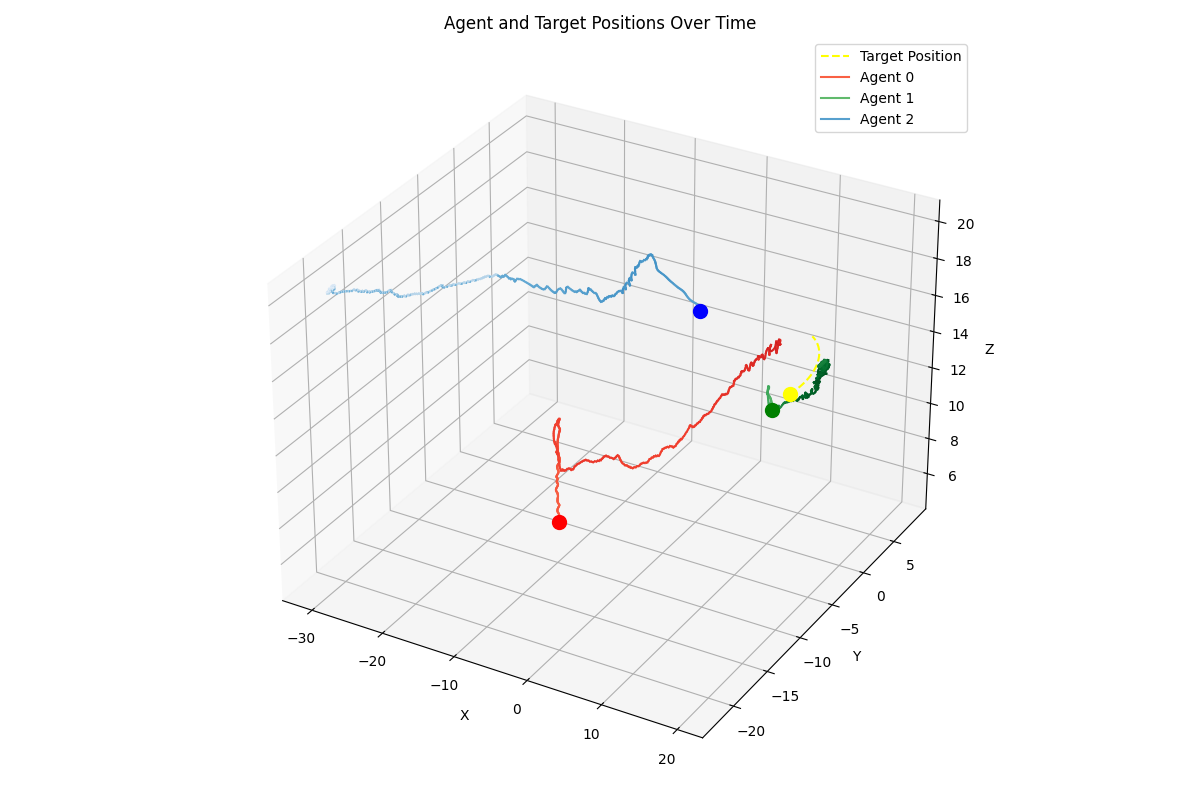 Agent and Target Positions Over Time
Target Position
Agent 0
Agent 1
Agent 2
20
18
16
14
Z
12
10
8
6
5
0
−5
Y
−10
−15
−20
−30
−20
−10
X
0
10
20